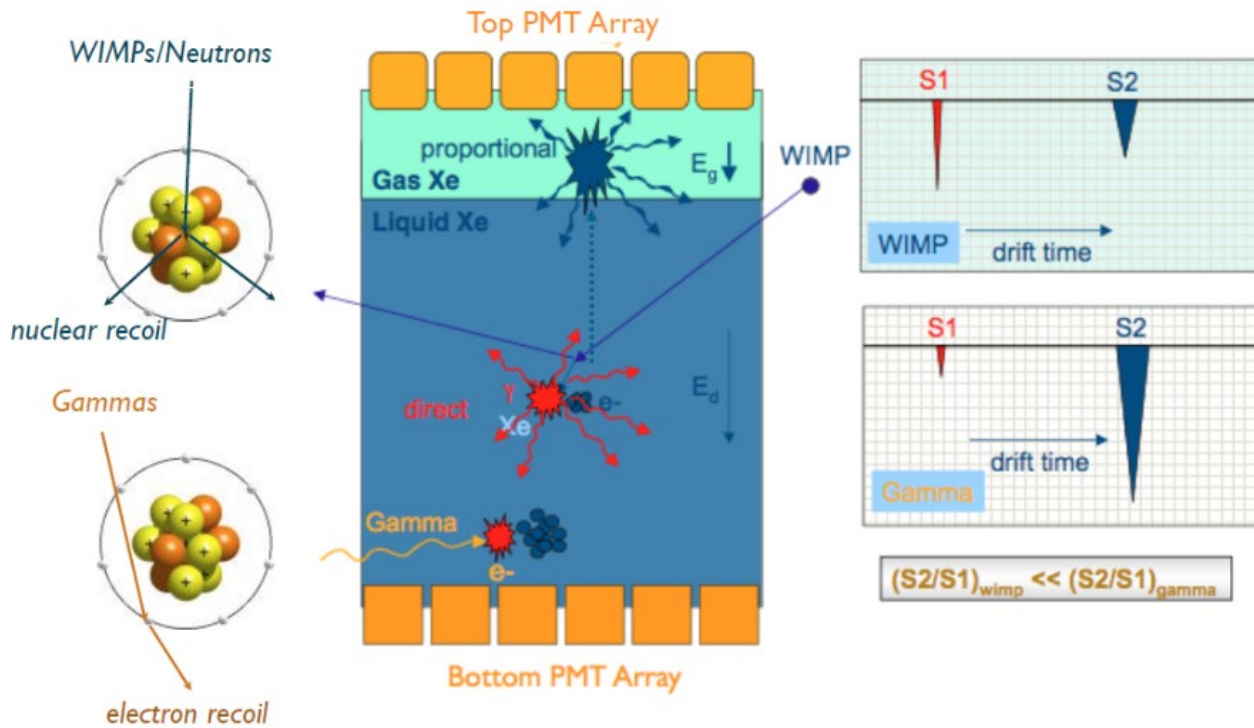 Top PMT Array
WIMPs/Neutrons
+
+
+
+
+
+
nuclear recoil
Gammas
+
+
+
+
+
+
electron recoil
proportional
Gas Xe
E_g
Liquid Xe
WIMP
direct
γ
Xe
e-
E_d
Gamma
e-
Bottom PMT Array
S1 S2
WIMP
drift time
S1 S2
drift time
Gamma
(S2/S1)wimp << (S2/S1)gamma